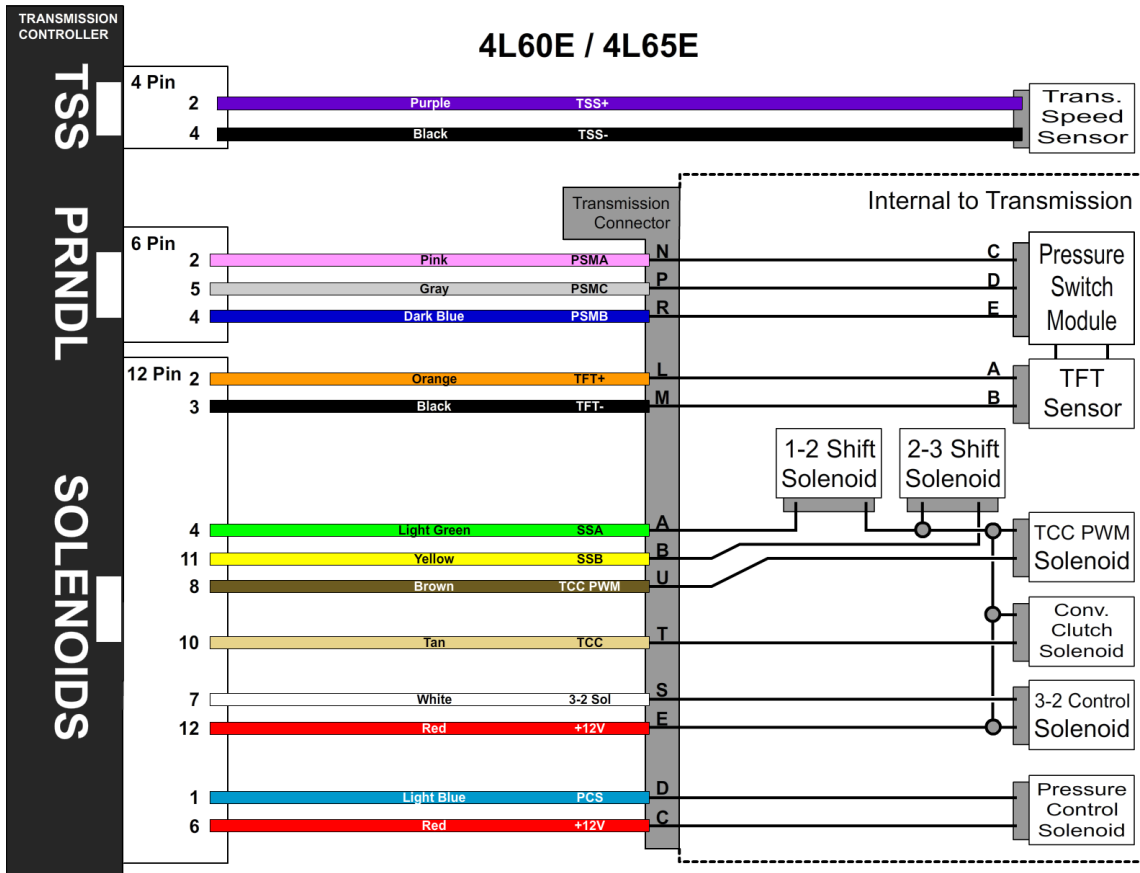 TRANSMISSION
CONTROLLER
4L60E / 4L65E
TSS
4 Pin
2 Purple TSS+
4 Black TSS-
Trans.
Speed
Sensor
Internal to Transmission
Transmission
Connector
PRNDL
6 Pin
2 Pink PSMA N C
5 Gray PSMC P D
4 Dark Blue PSMB R E
Pressure
Switch
Module
12 Pin
2 Orange TFT+ L A
3 Black TFT- M B
TFT
Sensor
1-2 Shift
Solenoid
2-3 Shift
Solenoid
SOLENOIDS
4 Light Green SSA A
11 Yellow SSB B
8 Brown TCC PWM U
TCC PWM
Solenoid
10 Tan TCC T
Conv.
Clutch
Solenoid
7 White 3-2 Sol S
12 Red +12V E
3-2 Control
Solenoid
1 Light Blue PCS D
6 Red +12V C
Pressure
Control
Solenoid